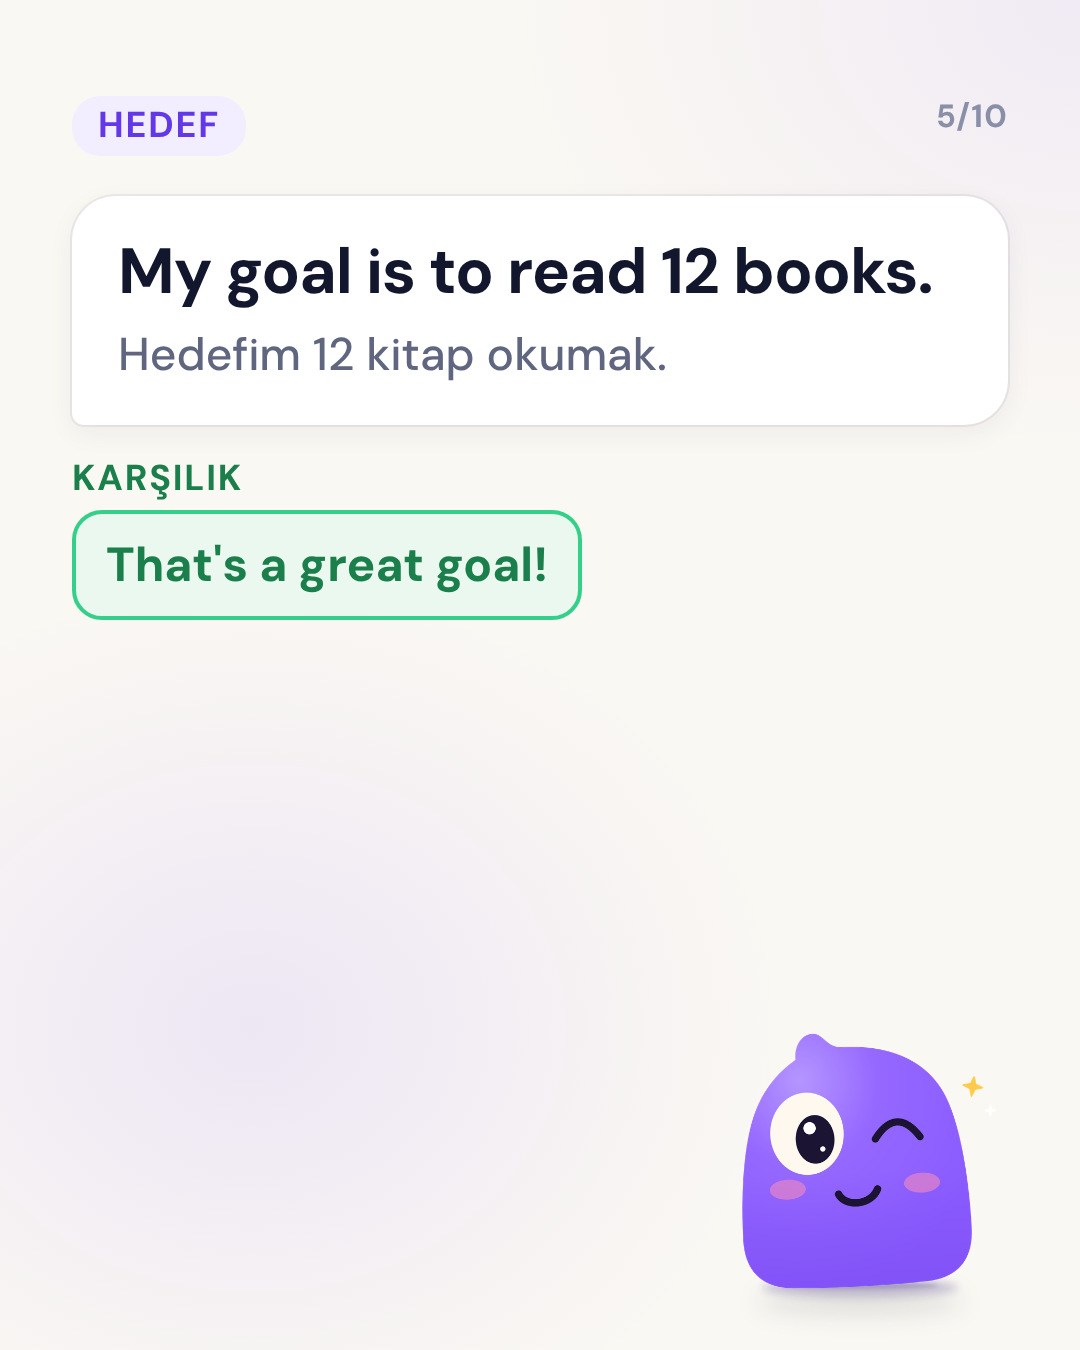 HEDEF
5/10
My goal is to read 12 books.
Hedefim 12 kitap okumak.
KARŞILIK
That's a great goal!